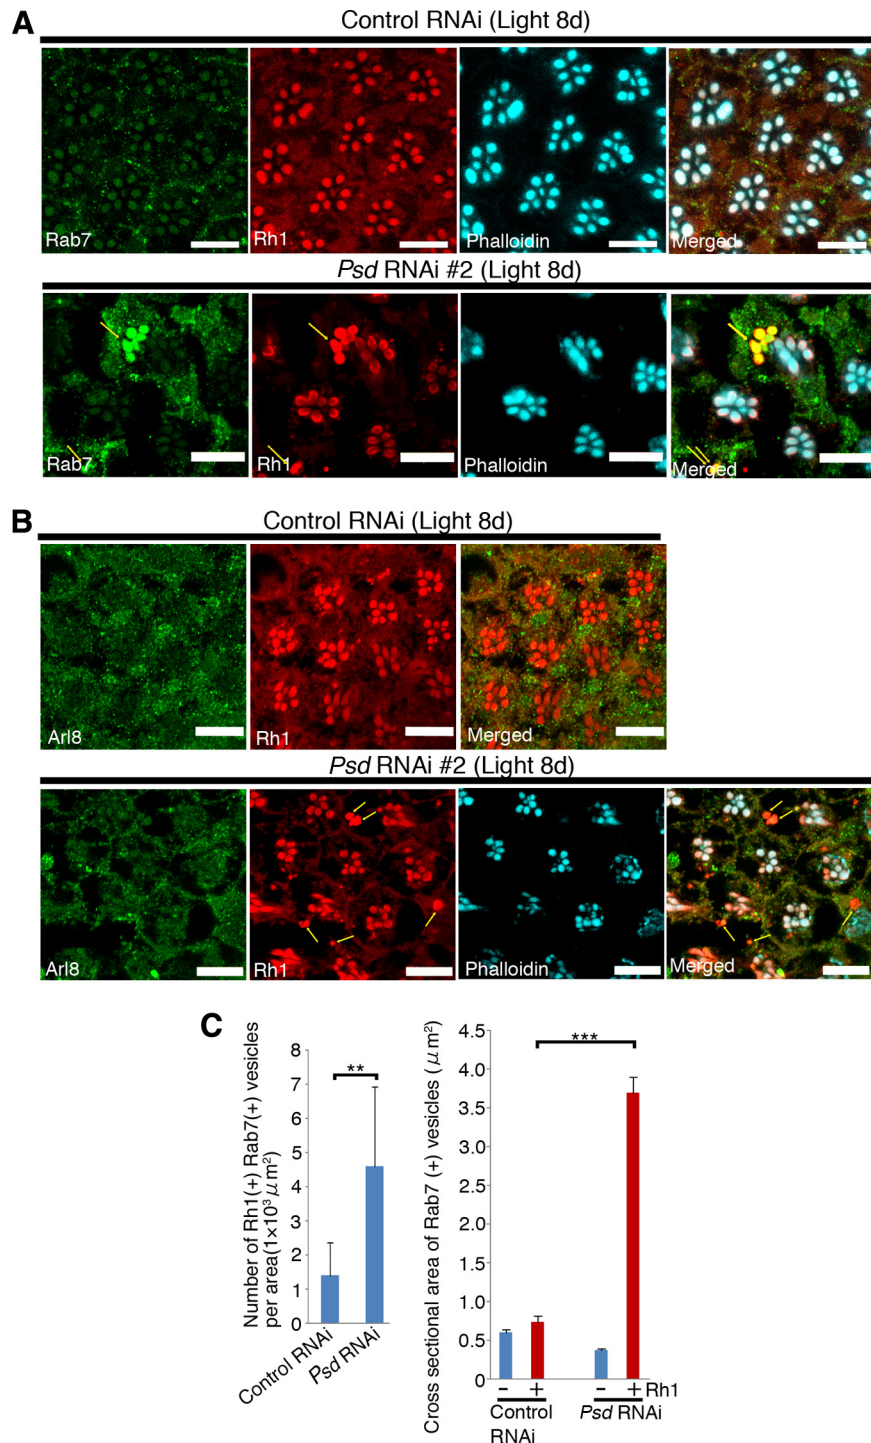 A
Control RNAi (Light 8d)
Rab7
Rh1
Phalloidin
Merged
Psd RNAi #2 (Light 8d)
Rab7
Rh1
Phalloidin
Merged
B
Control RNAi (Light 8d)
Arl8
Rh1
Merged
Psd RNAi #2 (Light 8d)
Arl8
Rh1
Phalloidin
Merged
C
Number of Rh1(+) Rab7(+) vesicles
per area(1×10³μm²)
8
7
6
5
4
3
2
1
0
**
Control RNAi
Psd RNAi
Cross sectional area of Rab7 (+) vesicles (μm²)
4.5
4.0
3.5
3.0
2.5
2.0
1.5
1.0
0.5
0
***
− + − + Rh1
Control
RNAi
Psd RNAi